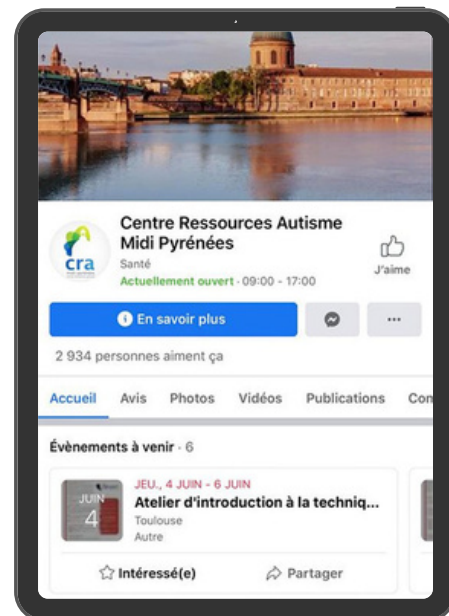 cra
Centre Ressources Autisme
Midi Pyrénées
Santé
Actuellement ouvert · 09:00 - 17:00
J'aime
En savoir plus
2 934 personnes aiment ça
Accueil Avis Photos Vidéos Publications Com
Évènements à venir · 6
JUIN
4
JEU., 4 JUIN - 6 JUIN
Atelier d'introduction à la techniq...
Toulouse
Autre
Intéressé(e) Partager